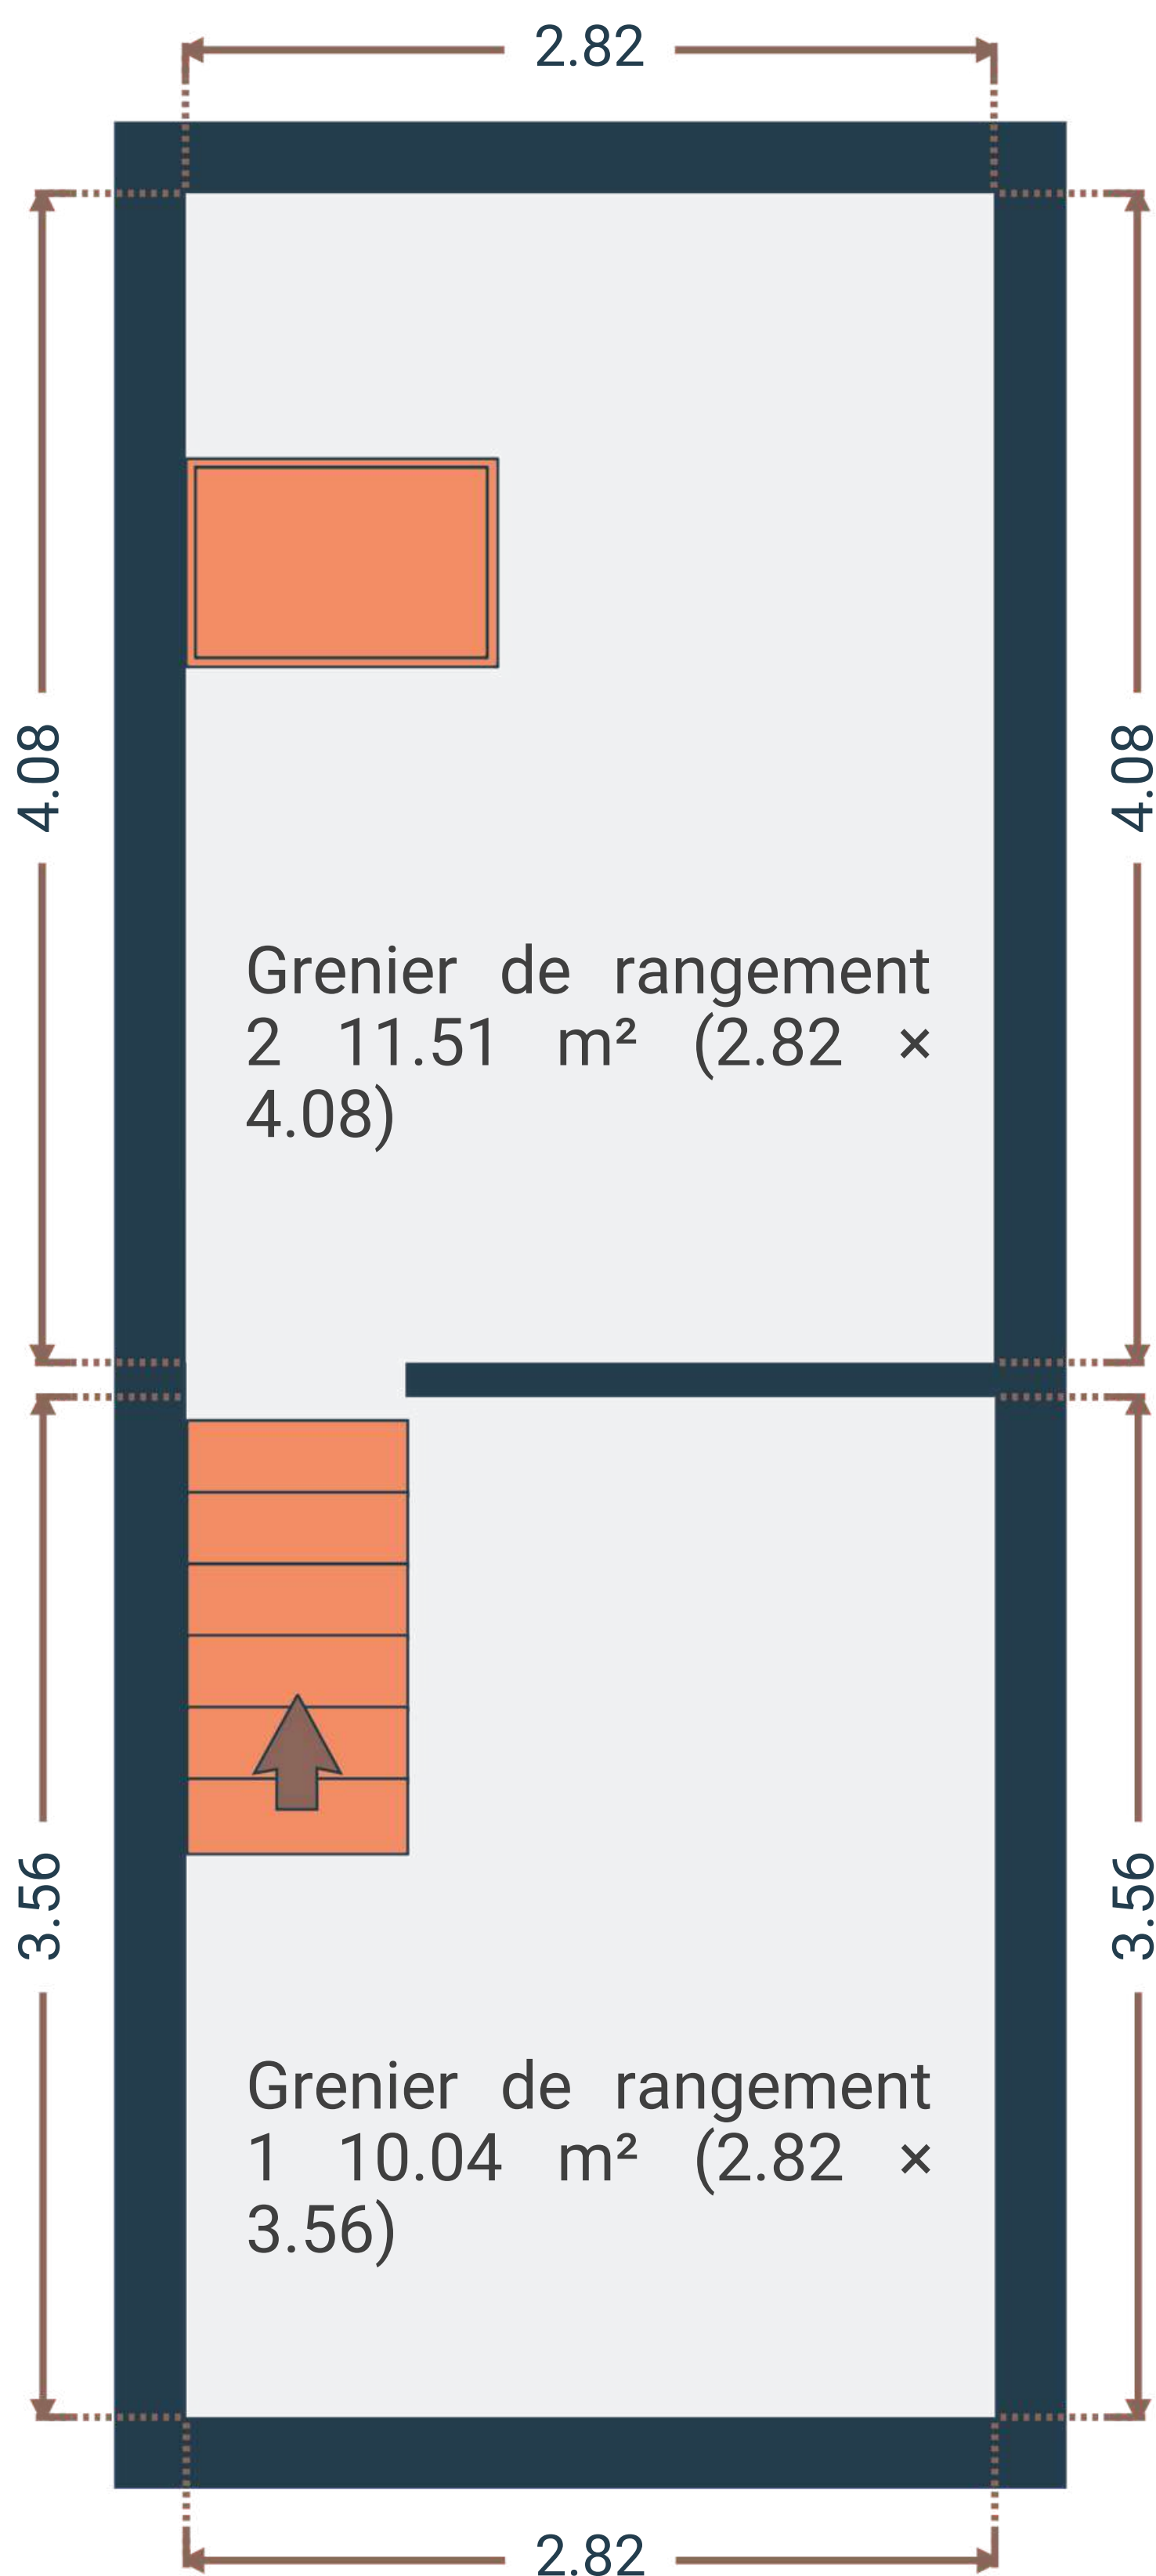 2.82
4.08
4.08
Grenier de rangement
2 11.51 m² (2.82 ×
4.08)
3.56
3.56
Grenier de rangement
1 10.04 m² (2.82 ×
3.56)
2.82